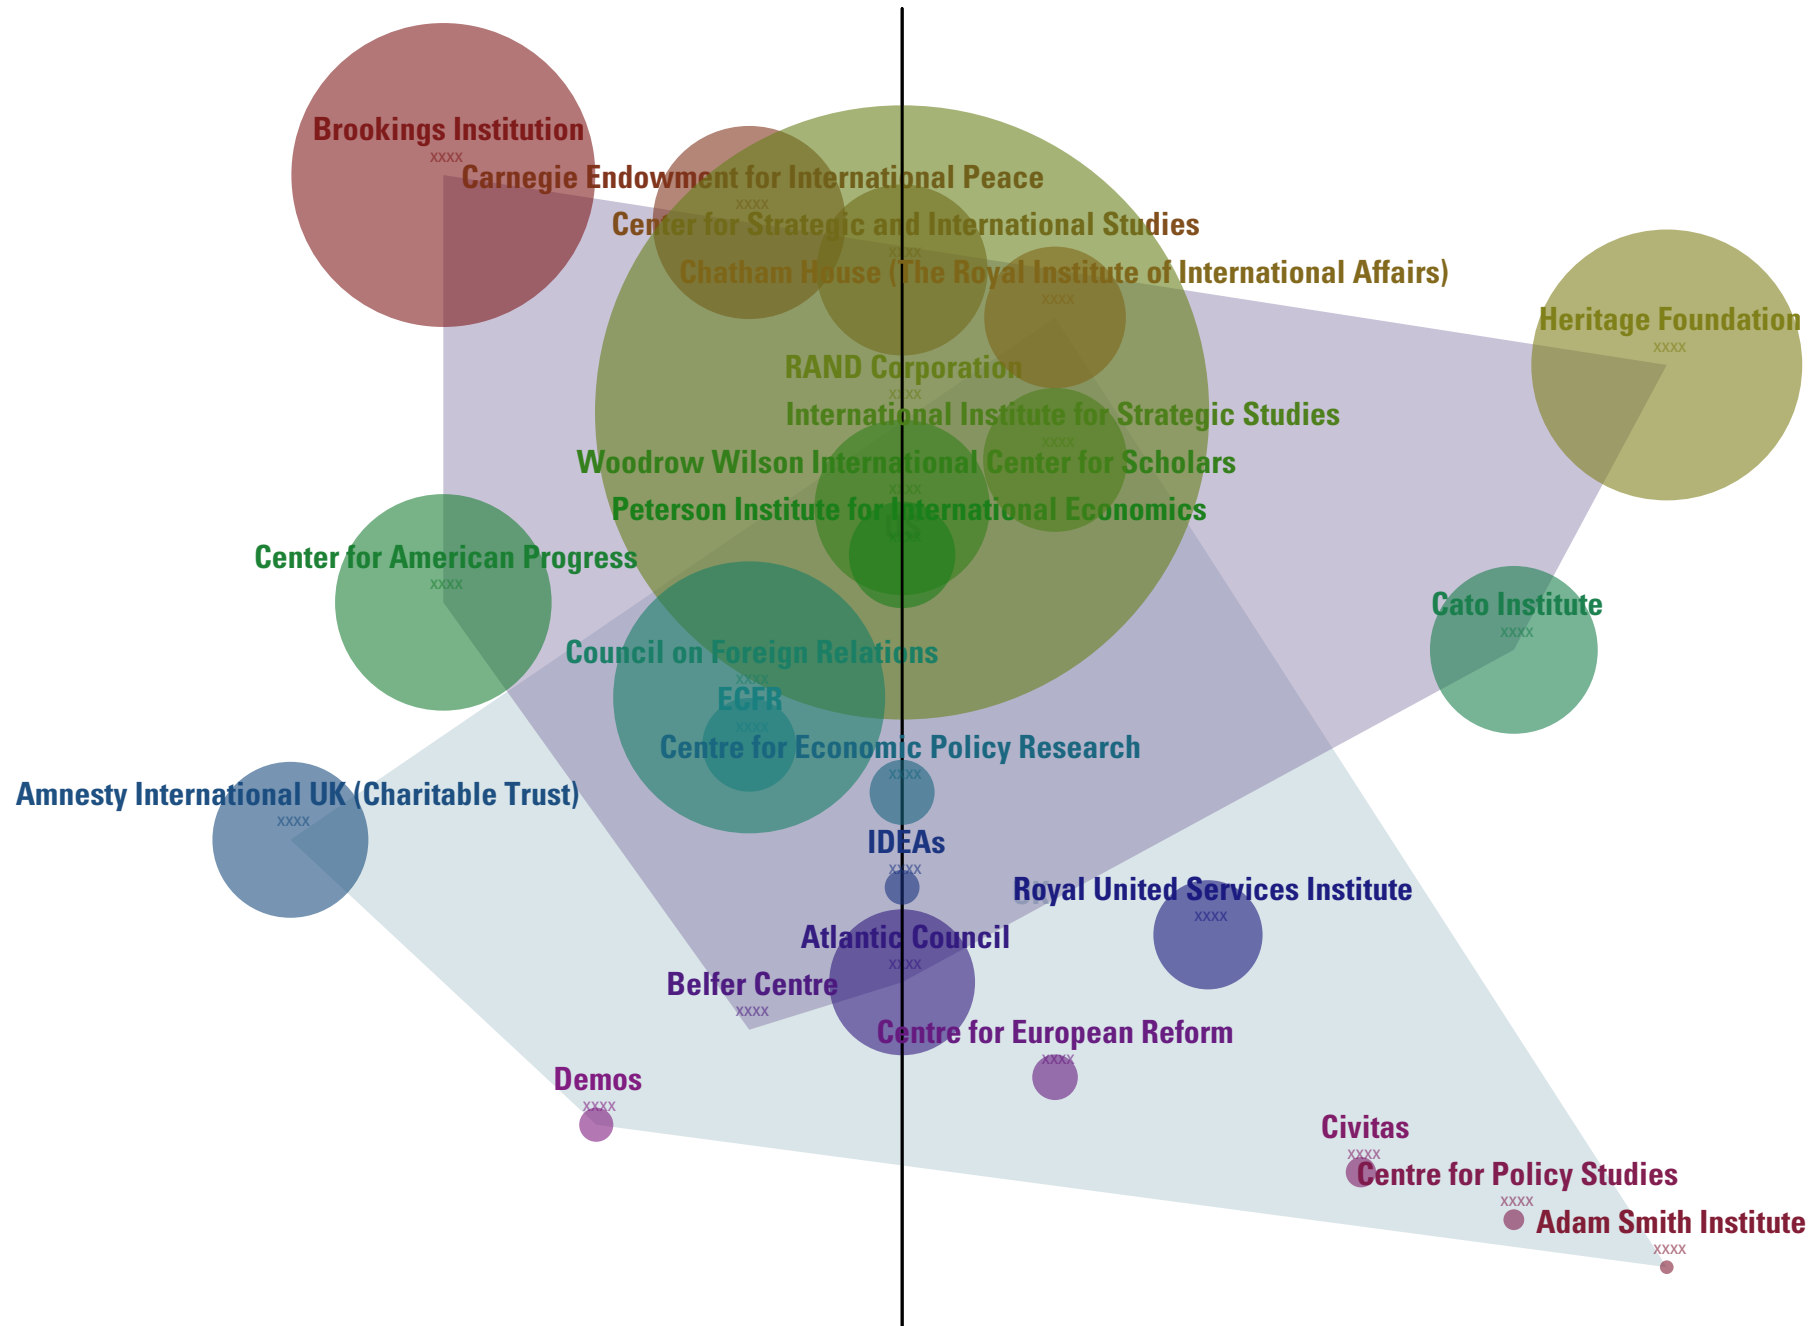 Brookings Institution
xxxx
Carnegie Endowment for International Peace
xxxx
Center for Strategic and International Studies
xxxx
Chatham House (The Royal Institute of International Affairs)
xxxx
Heritage Foundation
xxxx
RAND Corporation
xxxx
International Institute for Strategic Studies
xxxx
Woodrow Wilson International Center for Scholars
xxxx
Peterson Institute for International Economics
US
Center for American Progress
xxxx
Cato Institute
xxxx
Council on Foreign Relations
xxxx
ECFR
xxxx
Centre for Economic Policy Research
xxxx
Amnesty International UK (Charitable Trust)
xxxx
IDEAs
xxxx
Royal United Services Institute
xxxx
Atlantic Council
xxxx
Belfer Centre
xxxx
Centre for European Reform
xxxx
Demos
xxxx
Civitas
xxxx
Centre for Policy Studies
xxxx
Adam Smith Institute
xxxx